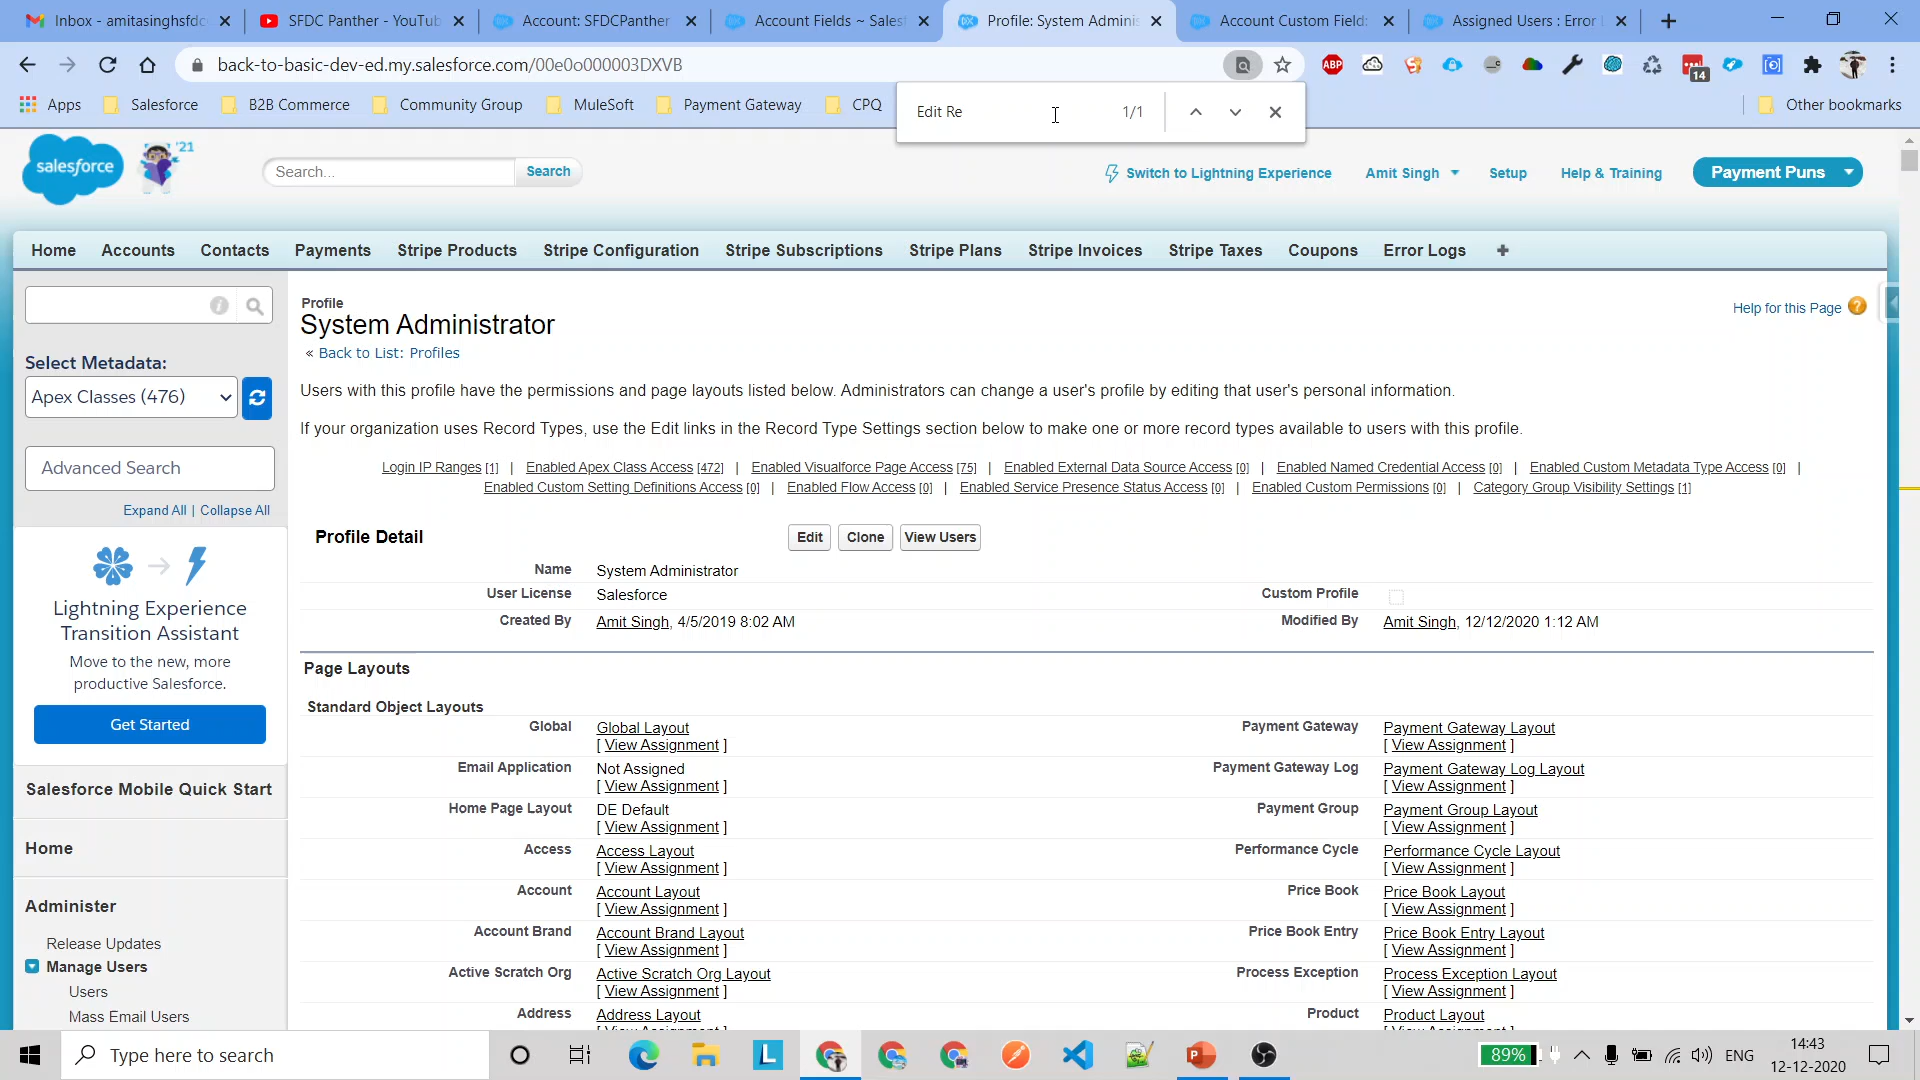 Inbox - amitasinghsfdc
SFDC Panther - YouTub
Account: SFDCPanther
Account Fields ~ Salesf
Profile: System Adminis
Account Custom Field:
Assigned Users : Error
back-to-basic-dev-ed.my.salesforce.com/00e0o000003DXVB
ABP
14
Apps
Salesforce
B2B Commerce
Community Group
MuleSoft
Payment Gateway
CPQ
Other bookmarks
Edit Re
1/1
salesforce
'21
Search...
Search
Switch to Lightning Experience
Amit Singh
Setup
Help & Training
Payment Puns
Home
Accounts
Contacts
Payments
Stripe Products
Stripe Configuration
Stripe Subscriptions
Stripe Plans
Stripe Invoices
Stripe Taxes
Coupons
Error Logs
+
Select Metadata:
Apex Classes (476)
Advanced Search
Expand All | Collapse All
Lightning Experience
Transition Assistant
Move to the new, more
productive Salesforce.
Get Started
Salesforce Mobile Quick Start
Home
Administer
Release Updates
Manage Users
Users
Mass Email Users
Profile
System Administrator
Help for this Page
« Back to List: Profiles
Users with this profile have the permissions and page layouts listed below. Administrators can change a user's profile by editing that user's personal information.
If your organization uses Record Types, use the Edit links in the Record Type Settings section below to make one or more record types available to users with this profile.
Login IP Ranges [1] | Enabled Apex Class Access [472] | Enabled Visualforce Page Access [75] | Enabled External Data Source Access [0] | Enabled Named Credential Access [0] | Enabled Custom Metadata Type Access [0] |
Enabled Custom Setting Definitions Access [0] | Enabled Flow Access [0] | Enabled Service Presence Status Access [0] | Enabled Custom Permissions [0] | Category Group Visibility Settings [1]
Profile Detail
Edit
Clone
View Users
Name System Administrator
User License Salesforce
Custom Profile
Created By Amit Singh, 4/5/2019 8:02 AM
Modified By Amit Singh, 12/12/2020 1:12 AM
Page Layouts
Standard Object Layouts
Global Global Layout
[ View Assignment ]
Payment Gateway Payment Gateway Layout
[ View Assignment ]
Email Application Not Assigned
[ View Assignment ]
Payment Gateway Log Payment Gateway Log Layout
[ View Assignment ]
Home Page Layout DE Default
[ View Assignment ]
Payment Group Payment Group Layout
[ View Assignment ]
Access Access Layout
[ View Assignment ]
Performance Cycle Performance Cycle Layout
[ View Assignment ]
Account Account Layout
[ View Assignment ]
Price Book Price Book Layout
[ View Assignment ]
Account Brand Account Brand Layout
[ View Assignment ]
Price Book Entry Price Book Entry Layout
[ View Assignment ]
Active Scratch Org Active Scratch Org Layout
[ View Assignment ]
Process Exception Process Exception Layout
[ View Assignment ]
Address Address Layout
Product Product Layout
Type here to search
89%
ENG
14:43
12-12-2020